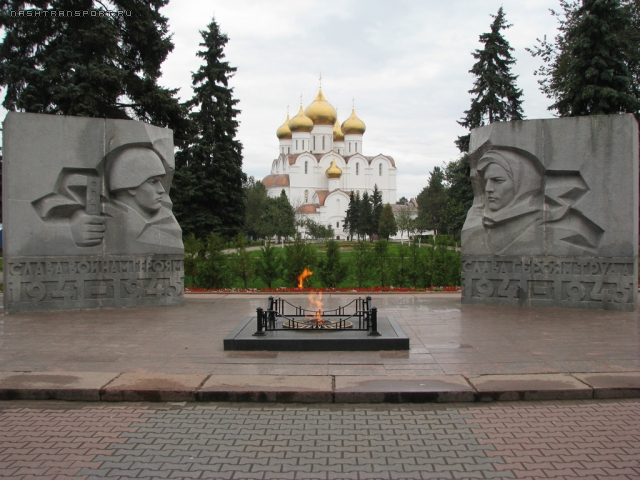 NASHTRANSPORT.RU
СЛАВА ВОИНАМ ГЕРОЯМ
1941 1945
СЛАВА ГЕРОЯМ ТРУДА
1941 1945